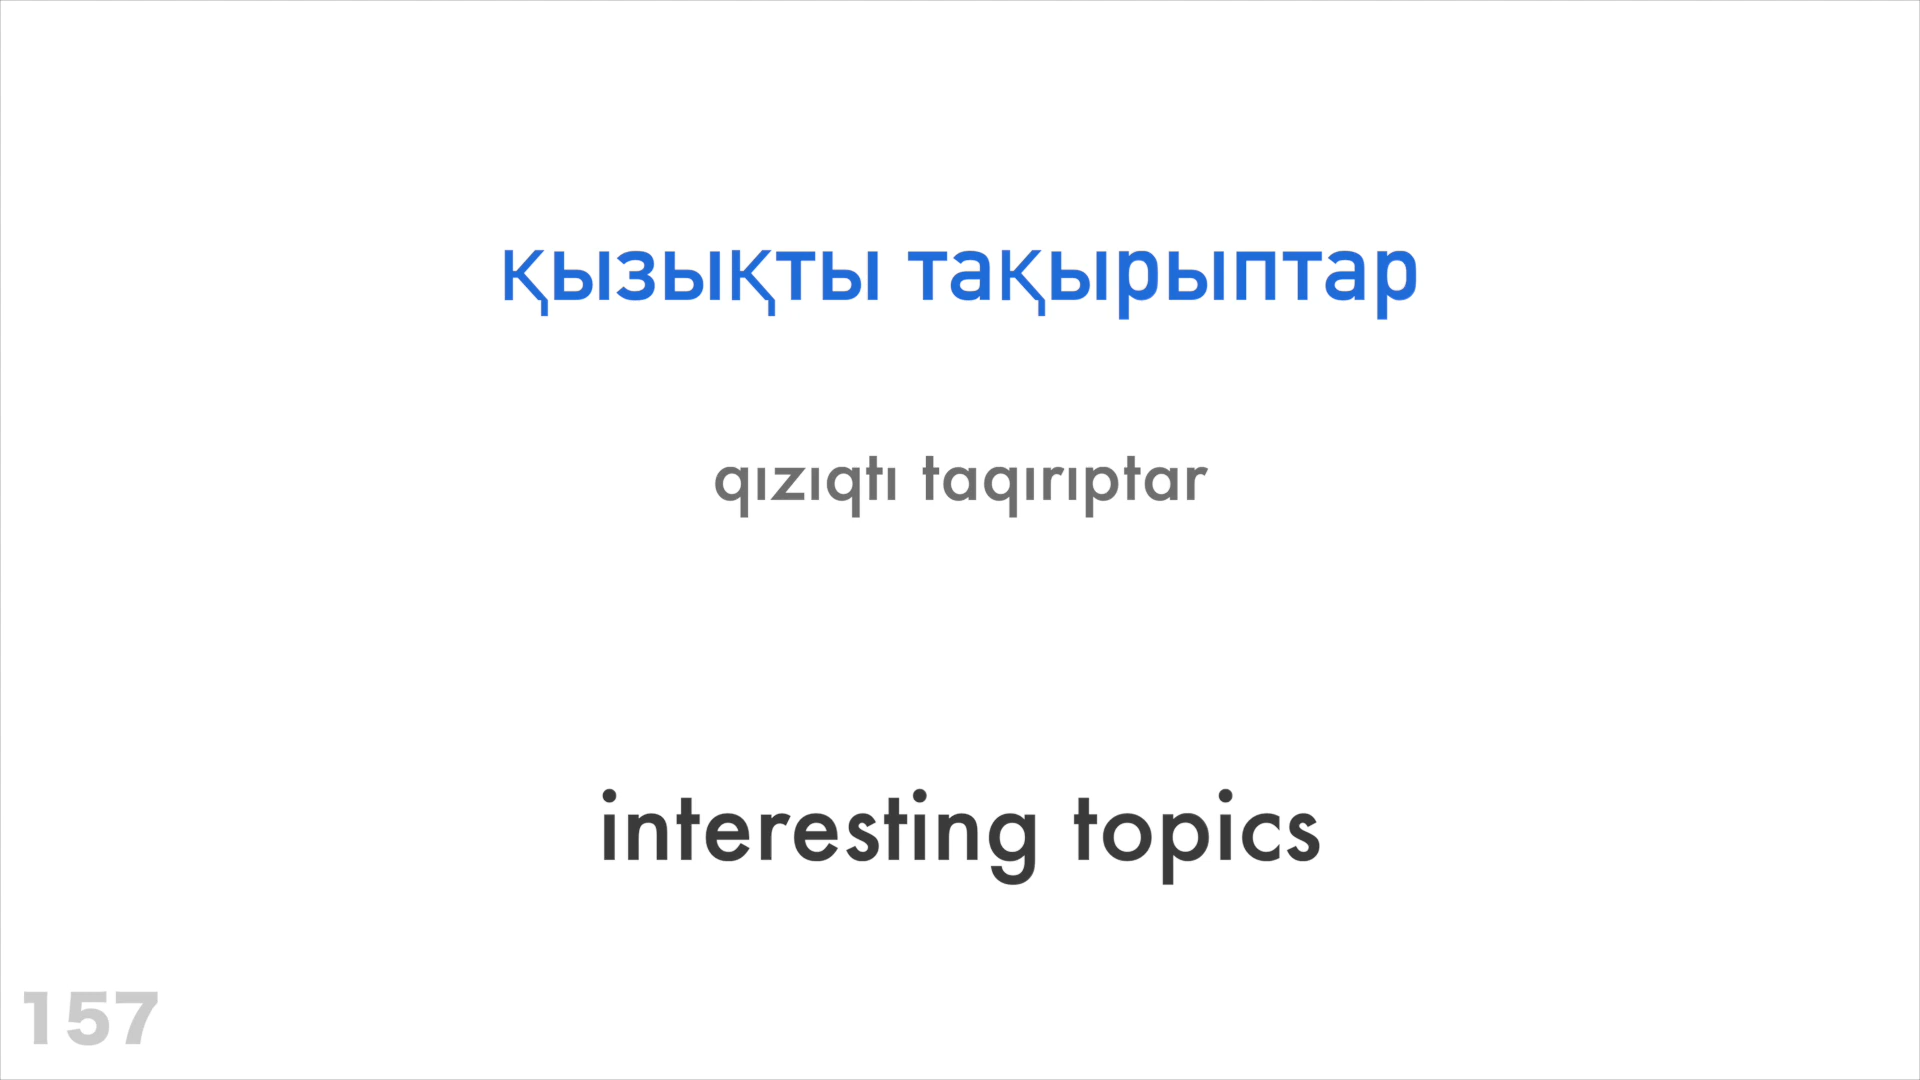 қызықты тақырыптар
qızıqtı taqırıptar
interesting topics
157